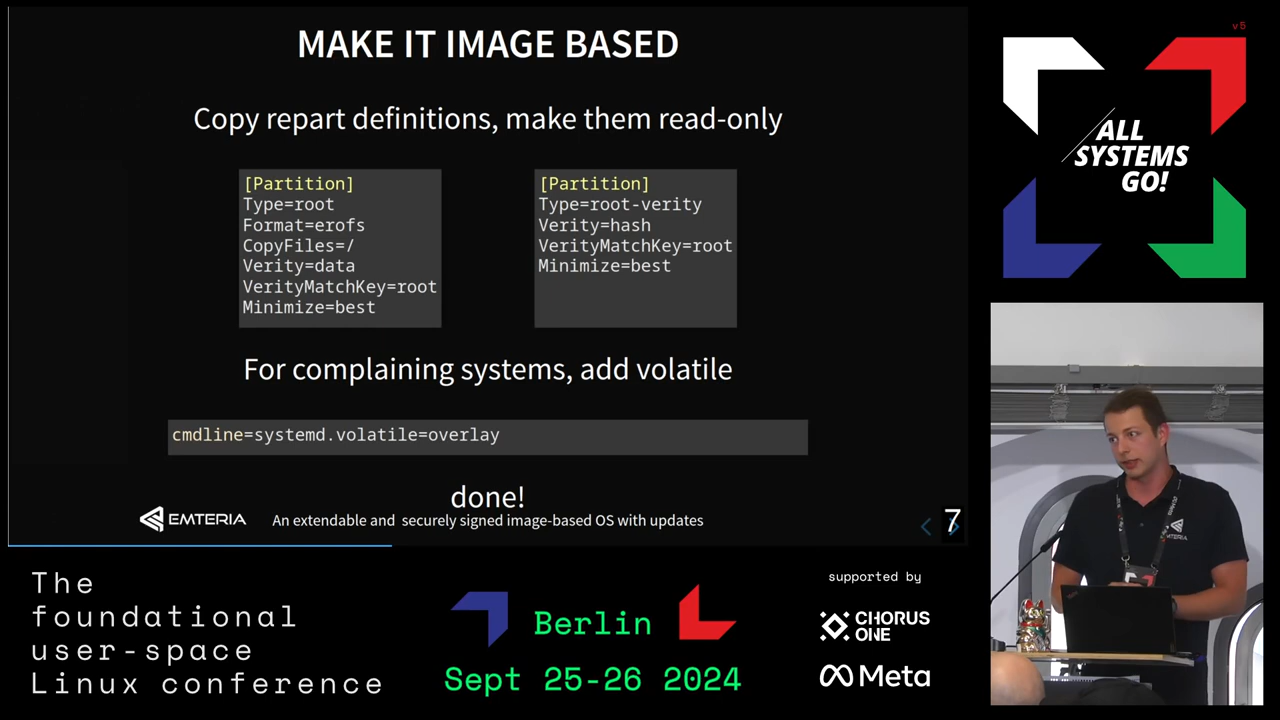 MAKE IT IMAGE BASED
Copy repart definitions, make them read-only
[Partition]
Type=root
Format=erofs
CopyFiles=/
Verity=data
VerityMatchKey=root
Minimize=best
[Partition]
Type=root-verity
Verity=hash
VerityMatchKey=root
Minimize=best
For complaining systems, add volatile
cmdline=systemd.volatile=overlay
done!
EMTERIA
An extendable and securely signed image-based OS with updates
7
v5
ALL
SYSTEMS
GO!
EMTERIA
The
foundational
user-space
Linux conference
Berlin
Sept 25-26 2024
supported by
CHORUS
ONE
Meta